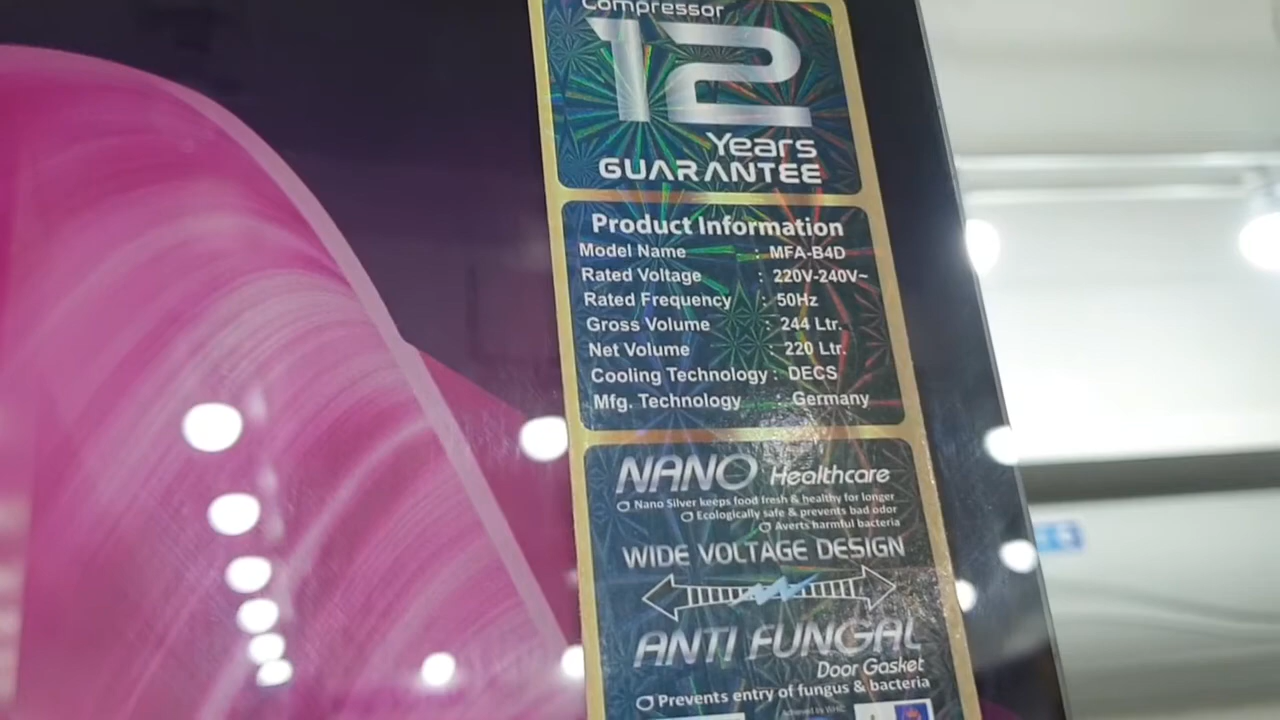 Compressor
12
Years
GUARANTEE
Product Information
Model Name : MFA-B4D
Rated Voltage : 220V-240V~
Rated Frequency : 50Hz
Gross Volume : 244 Ltr.
Net Volume : 220 Ltr.
Cooling Technology : DECS
Mfg. Technology : Germany
NANO Healthcare
Nano Silver keeps food fresh & healthy for longer
Ecologically safe & prevents bad odor
Averts harmful bacteria
WIDE VOLTAGE DESIGN
ANTI FUNGAL
Door Gasket
Prevents entry of fungus & bacteria
Achieved by